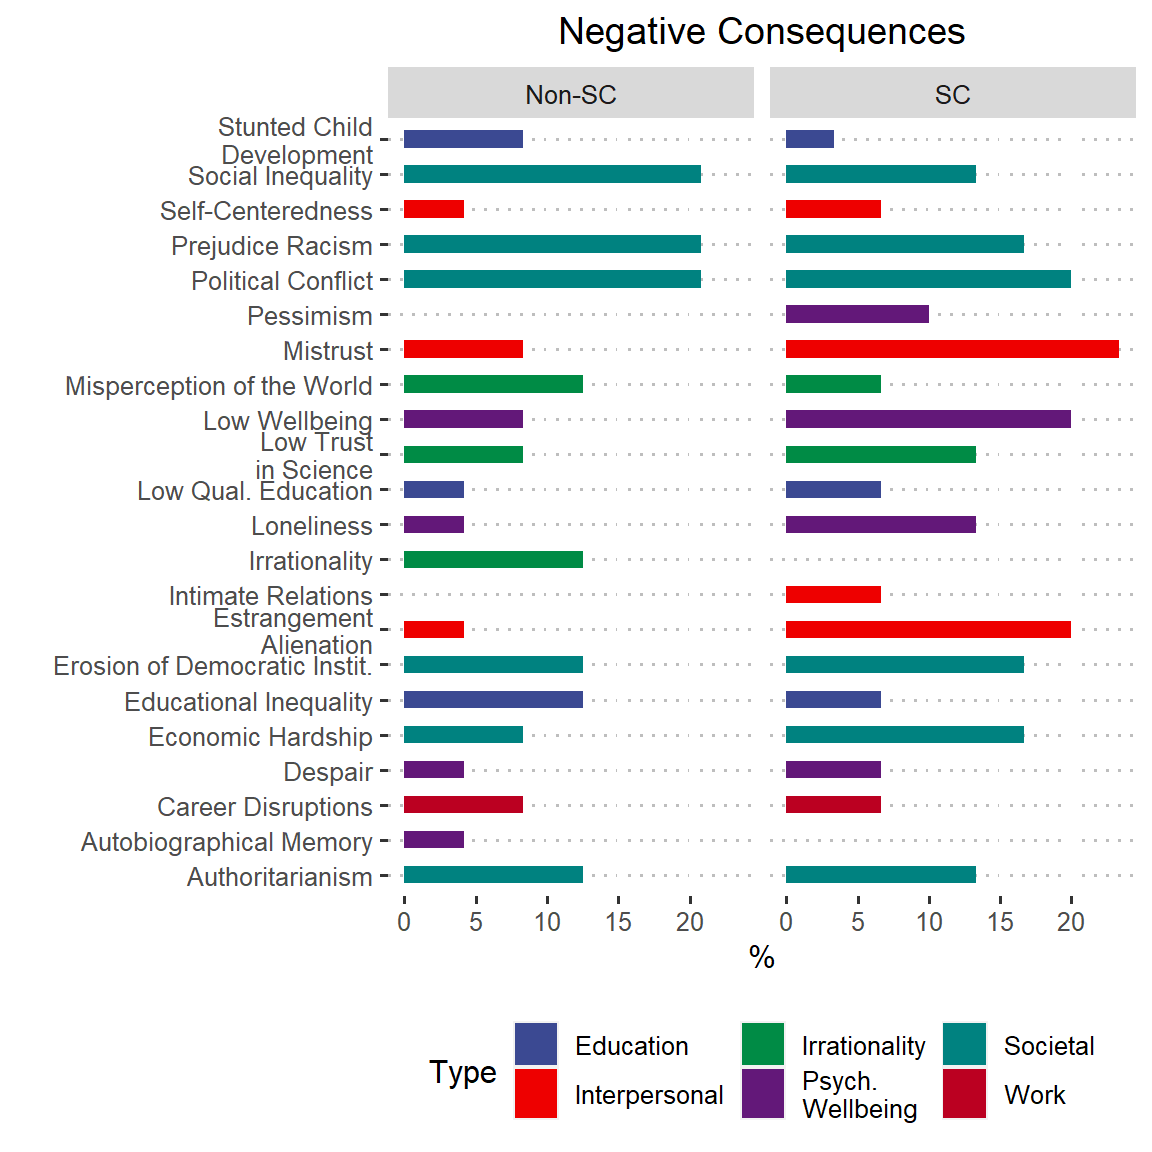 Negative Consequences
Non-SC
SC
Stunted Child
Development
Social Inequality
Self-Centeredness
Prejudice Racism
Political Conflict
Pessimism
Mistrust
Misperception of the World
Low Wellbeing
Low Trust
in Science
Low Qual. Education
Loneliness
Irrationality
Intimate Relations
Estrangement
Alienation
Erosion of Democratic Instit.
Educational Inequality
Economic Hardship
Despair
Career Disruptions
Autobiographical Memory
Authoritarianism
0 5 10 15 20
0 5 10 15 20
%
Type
Education
Interpersonal
Irrationality
Psych.
Wellbeing
Societal
Work